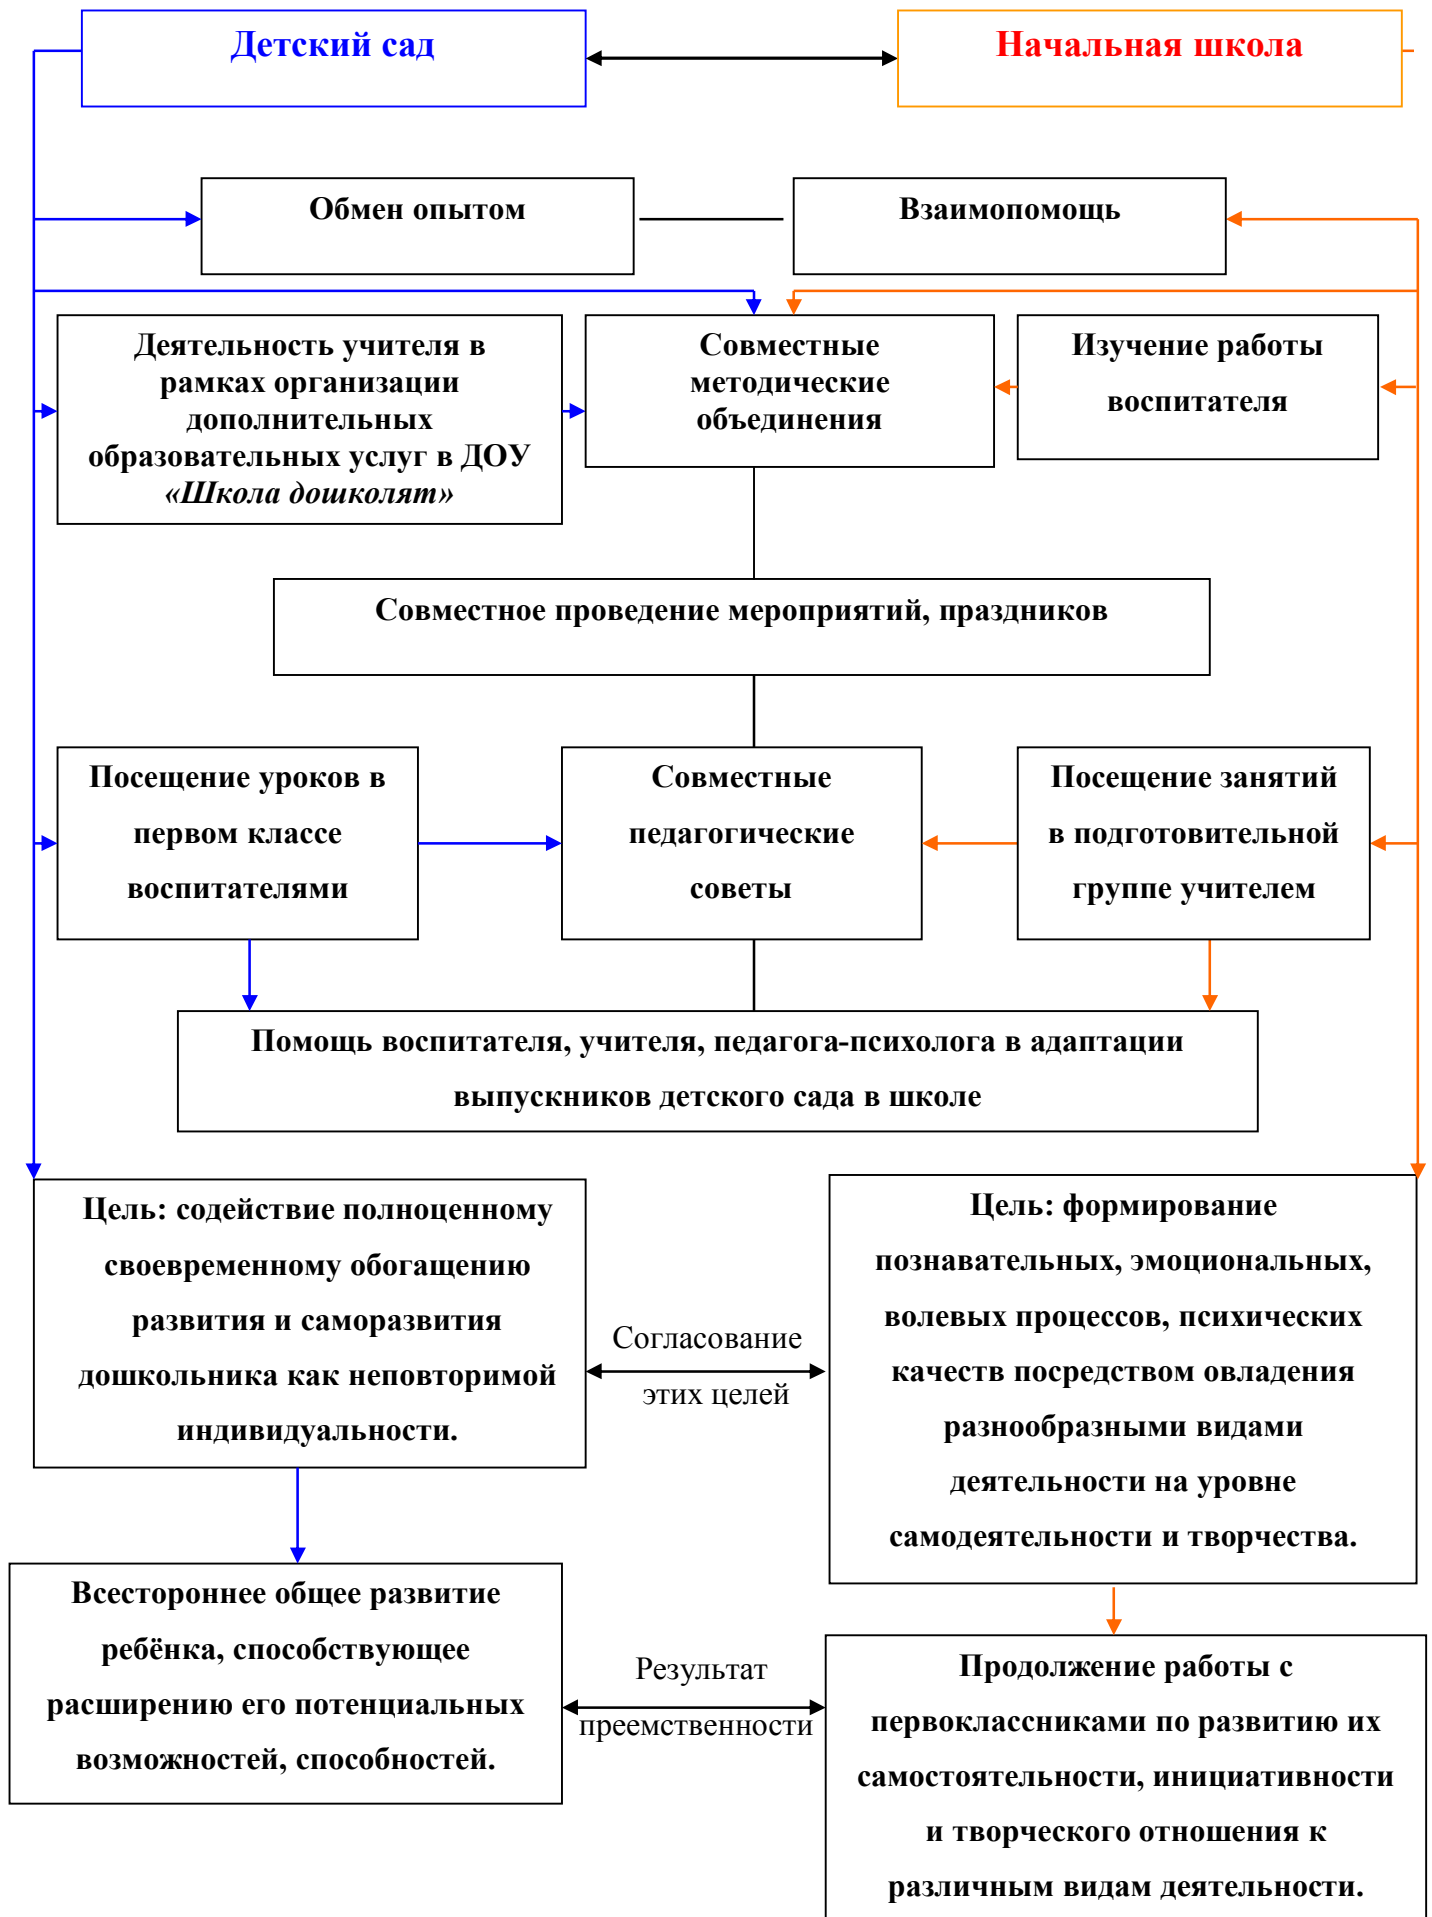 Детский сад
Начальная школа
Обмен опытом
Взаимопомощь
Деятельность учителя в
рамках организации
дополнительных
образовательных услуг в ДОУ
«Школа дошколят»
Совместные
методические
объединения
Изучение работы
воспитателя
Совместное проведение мероприятий, праздников
Посещение уроков в
первом классе
воспитателями
Совместные
педагогические
советы
Посещение занятий
в подготовительной
группе учителем
Помощь воспитателя, учителя, педагога-психолога в адаптации
выпускников детского сада в школе
Цель: содействие полноценному
своевременному обогащению
развития и саморазвития
дошкольника как неповторимой
индивидуальности.
Согласование
этих целей
Цель: формирование
познавательных, эмоциональных,
волевых процессов, психических
качеств посредством овладения
разнообразными видами
деятельности на уровне
самодеятельности и творчества.
Всестороннее общее развитие
ребёнка, способствующее
расширению его потенциальных
возможностей, способностей.
Результат
преемственности
Продолжение работы с
первоклассниками по развитию их
самостоятельности, инициативности
и творческого отношения к
различным видам деятельности.